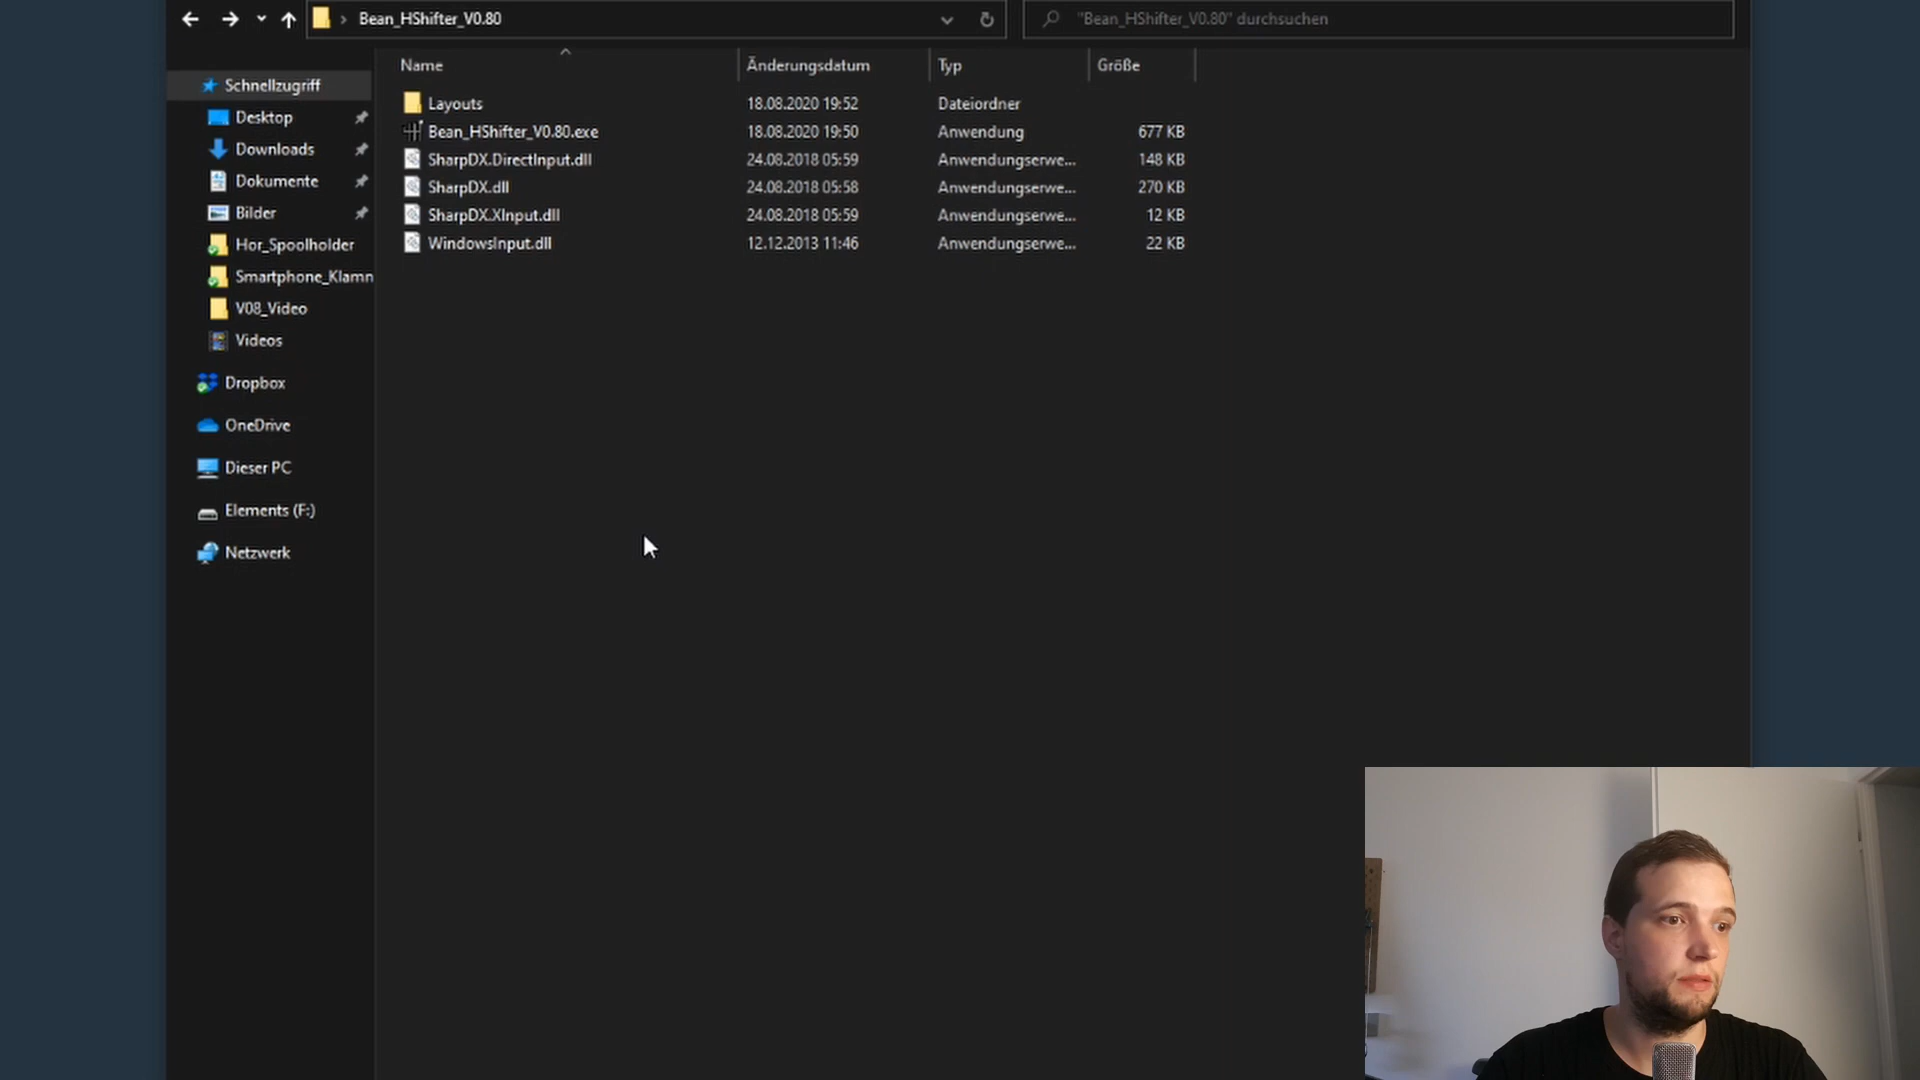 Bean_HShifter_V0.80
"Bean_HShifter_V0.80" durchsuchen
Name Änderungsdatum Typ Größe
Schnellzugriff
Desktop
Downloads
Dokumente
Bilder
Hor_Spoolholder
Smartphone_Klamn
V08_Video
Videos
Dropbox
OneDrive
Dieser PC
Elements (F:)
Netzwerk
Layouts 18.08.2020 19:52 Dateiordner
Bean_HShifter_V0.80.exe 18.08.2020 19:50 Anwendung 677 KB
SharpDX.DirectInput.dll 24.08.2018 05:59 Anwendungserwe... 148 KB
SharpDX.dll 24.08.2018 05:58 Anwendungserwe... 270 KB
SharpDX.XInput.dll 24.08.2018 05:59 Anwendungserwe... 12 KB
WindowsInput.dll 12.12.2013 11:46 Anwendungserwe... 22 KB